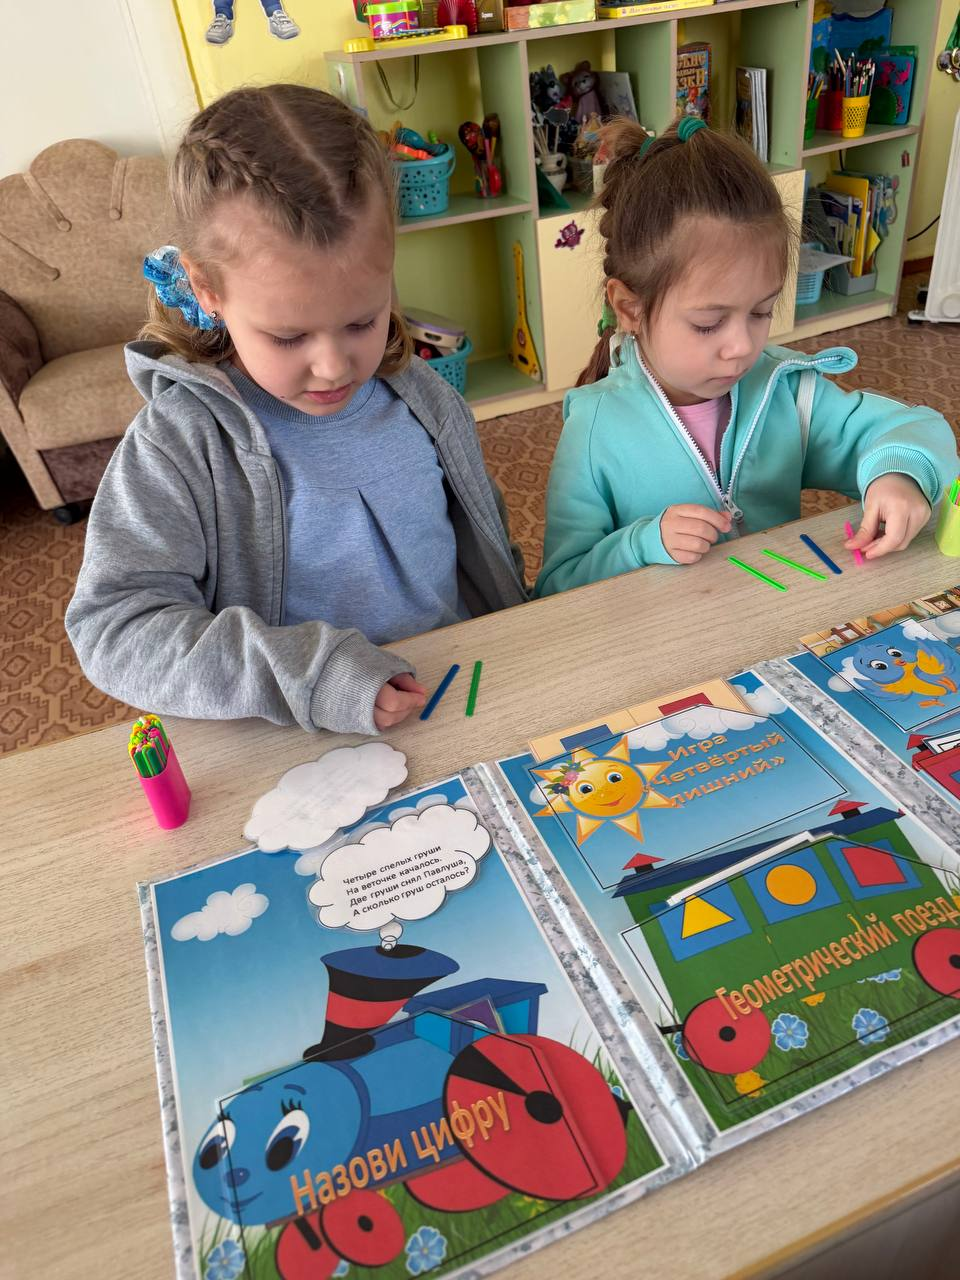 Четыре спелых груши
На веточке качалось.
Две груши снял Павлуша,
А сколько груш осталось?
Назови цифру
Игра
«Четвёртый
лишний»
Геометрический поезд